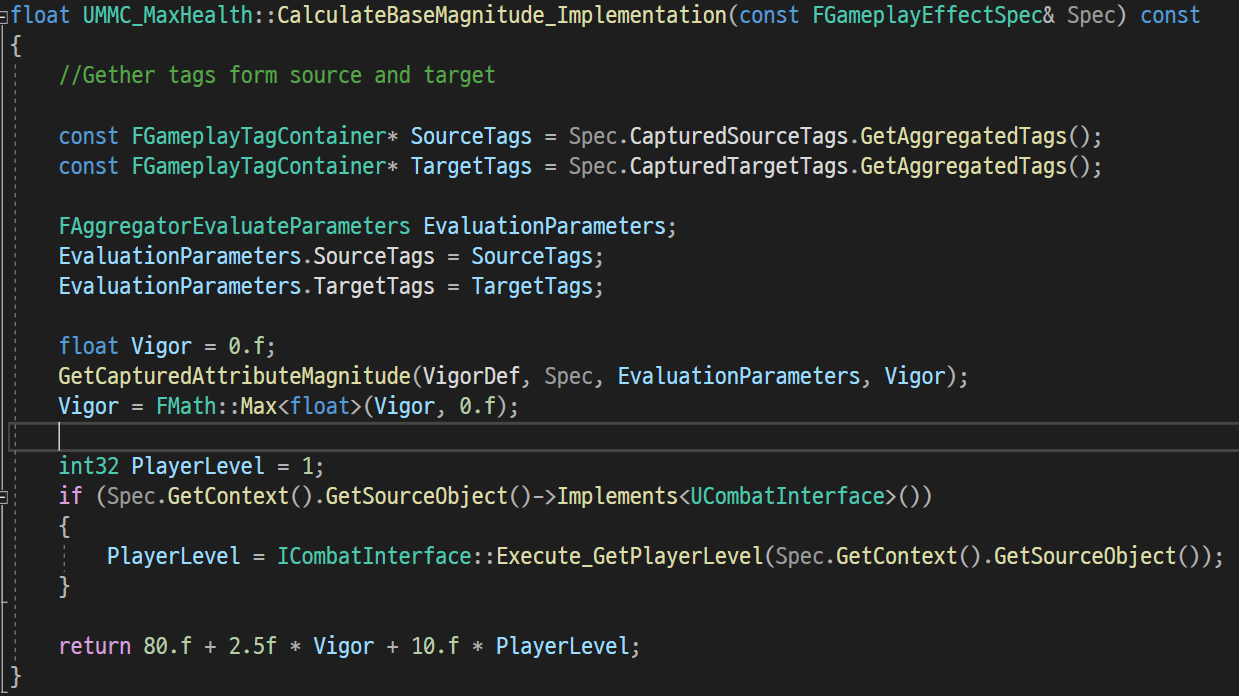 float UMMC_MaxHealth::CalculateBaseMagnitude_Implementation(const FGameplayEffectSpec& Spec) const
{
//Gether tags form source and target
const FGameplayTagContainer* SourceTags = Spec.CapturedSourceTags.GetAggregatedTags();
const FGameplayTagContainer* TargetTags = Spec.CapturedTargetTags.GetAggregatedTags();
FAggregatorEvaluateParameters EvaluationParameters;
EvaluationParameters.SourceTags = SourceTags;
EvaluationParameters.TargetTags = TargetTags;
float Vigor = 0.f;
GetCapturedAttributeMagnitude(VigorDef, Spec, EvaluationParameters, Vigor);
Vigor = FMath::Max<float>(Vigor, 0.f);
int32 PlayerLevel = 1;
if (Spec.GetContext().GetSourceObject()->Implements<UCombatInterface>())
{
PlayerLevel = ICombatInterface::Execute_GetPlayerLevel(Spec.GetContext().GetSourceObject());
}
return 80.f + 2.5f * Vigor + 10.f * PlayerLevel;
}